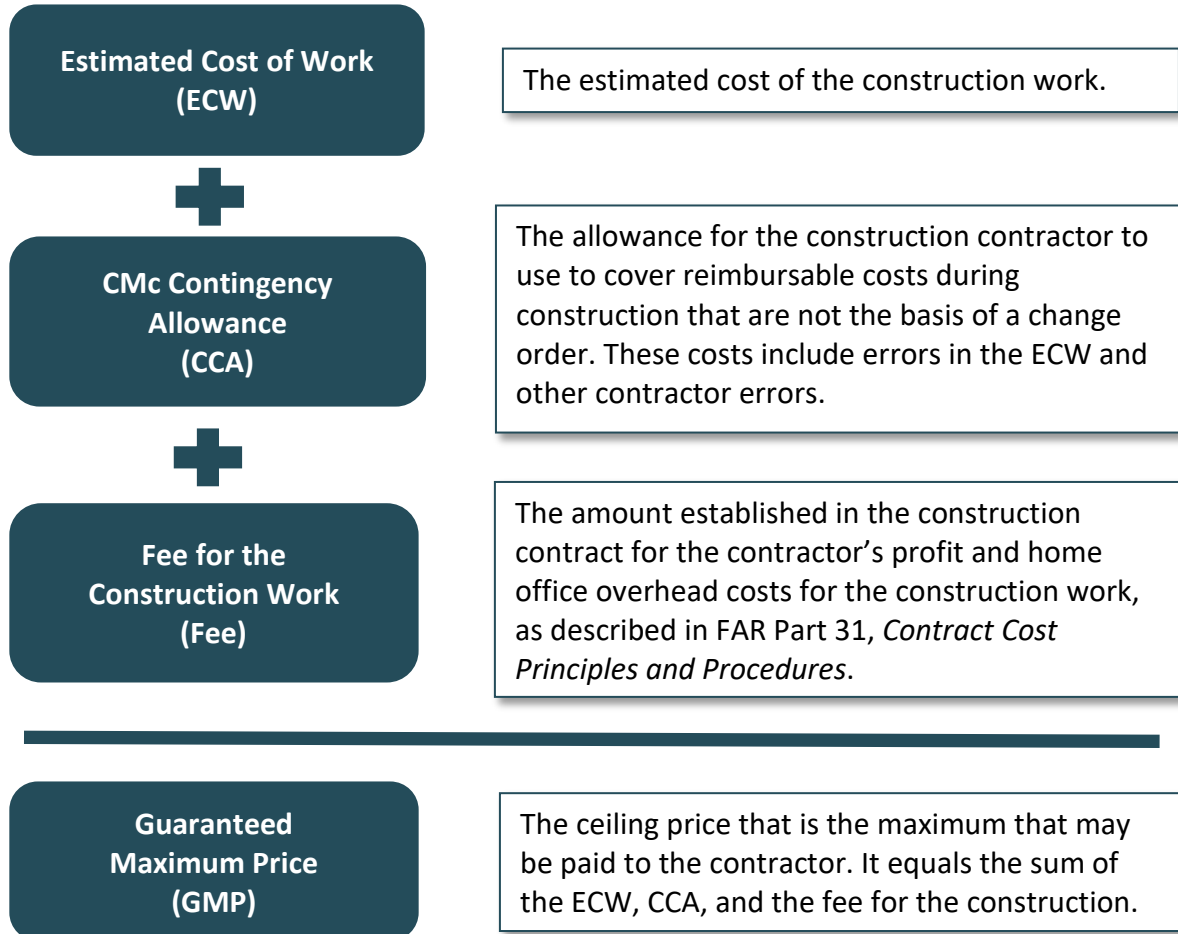 Estimated Cost of Work
(ECW)
The estimated cost of the construction work.
CMc Contingency
Allowance
(CCA)
The allowance for the construction contractor to
use to cover reimbursable costs during
construction that are not the basis of a change
order. These costs include errors in the ECW and
other contractor errors.
Fee for the
Construction Work
(Fee)
The amount established in the construction
contract for the contractor’s profit and home
office overhead costs for the construction work,
as described in FAR Part 31, Contract Cost
Principles and Procedures.
Guaranteed
Maximum Price
(GMP)
The ceiling price that is the maximum that may
be paid to the contractor. It equals the sum of
the ECW, CCA, and the fee for the construction.